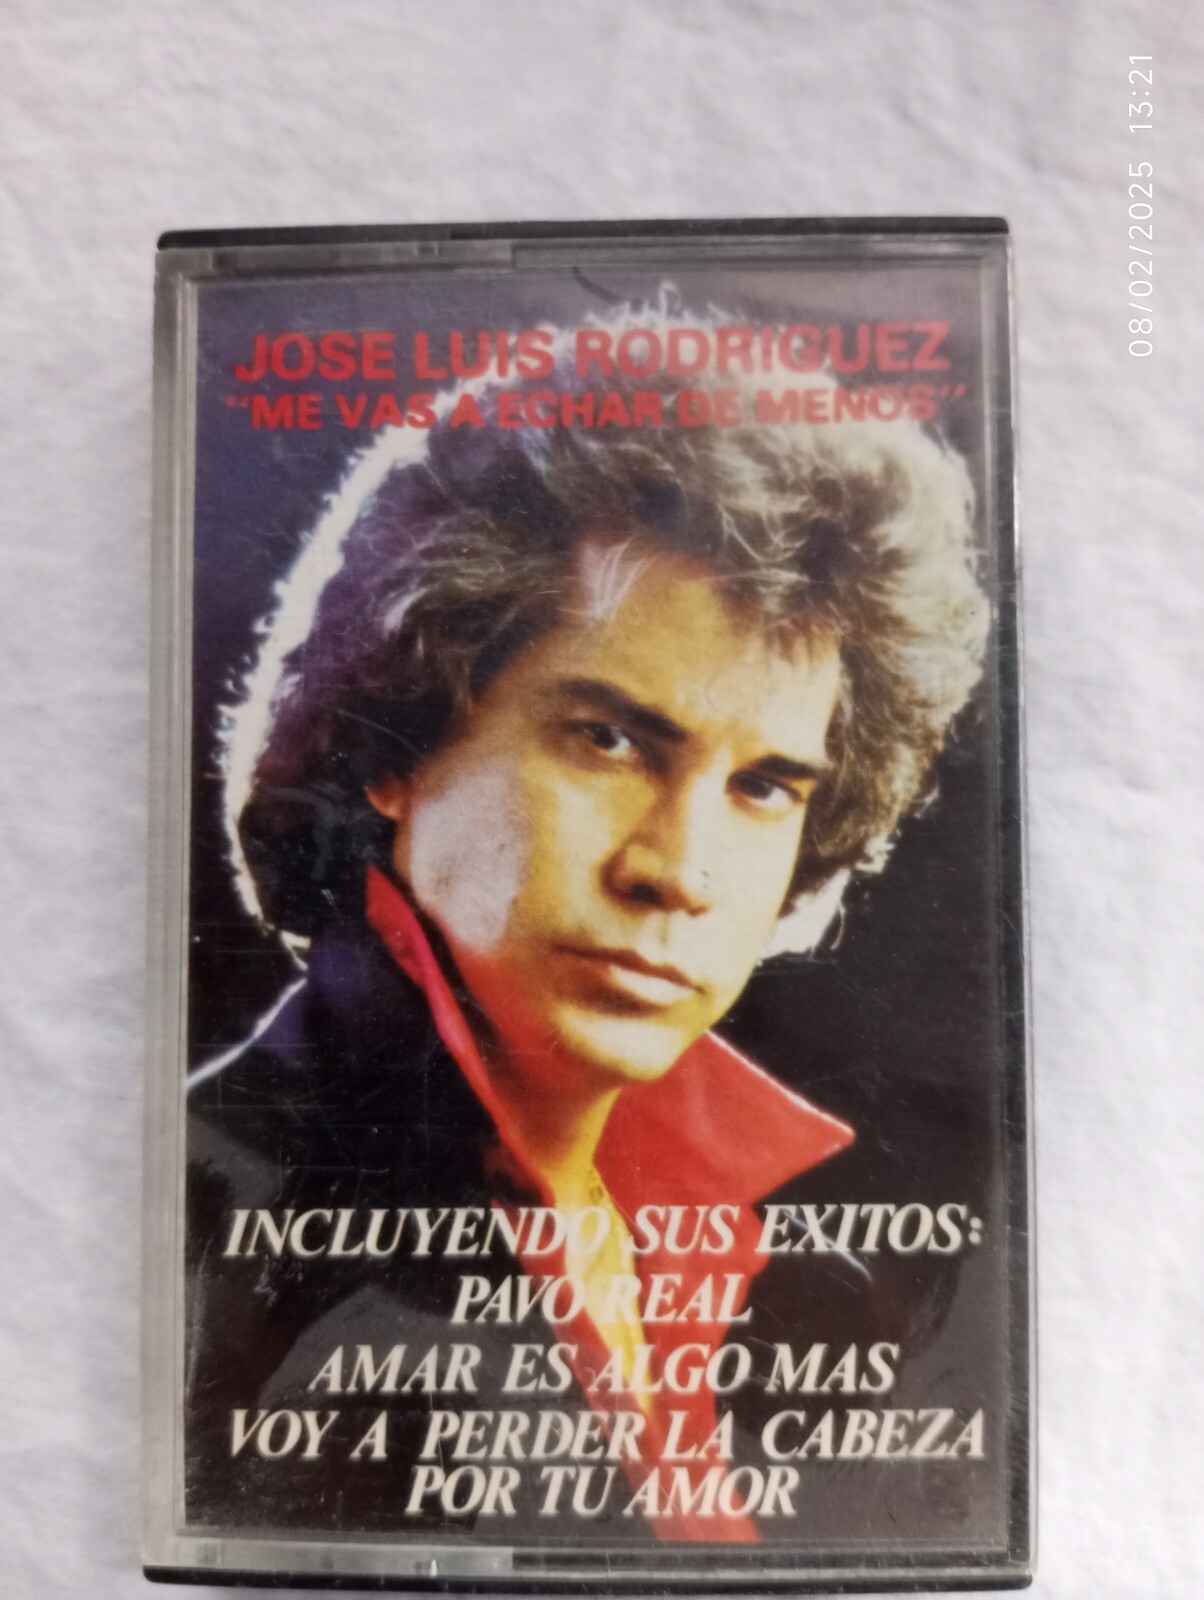 08/02/2025 13:21
JOSE LUIS RODRIGUEZ
"ME VAS A ECHAR DE MENOS"
INCLUYENDO SUS EXITOS:
PAVO REAL
AMAR ES ALGO MAS
VOY A PERDER LA CABEZA
POR TU AMOR